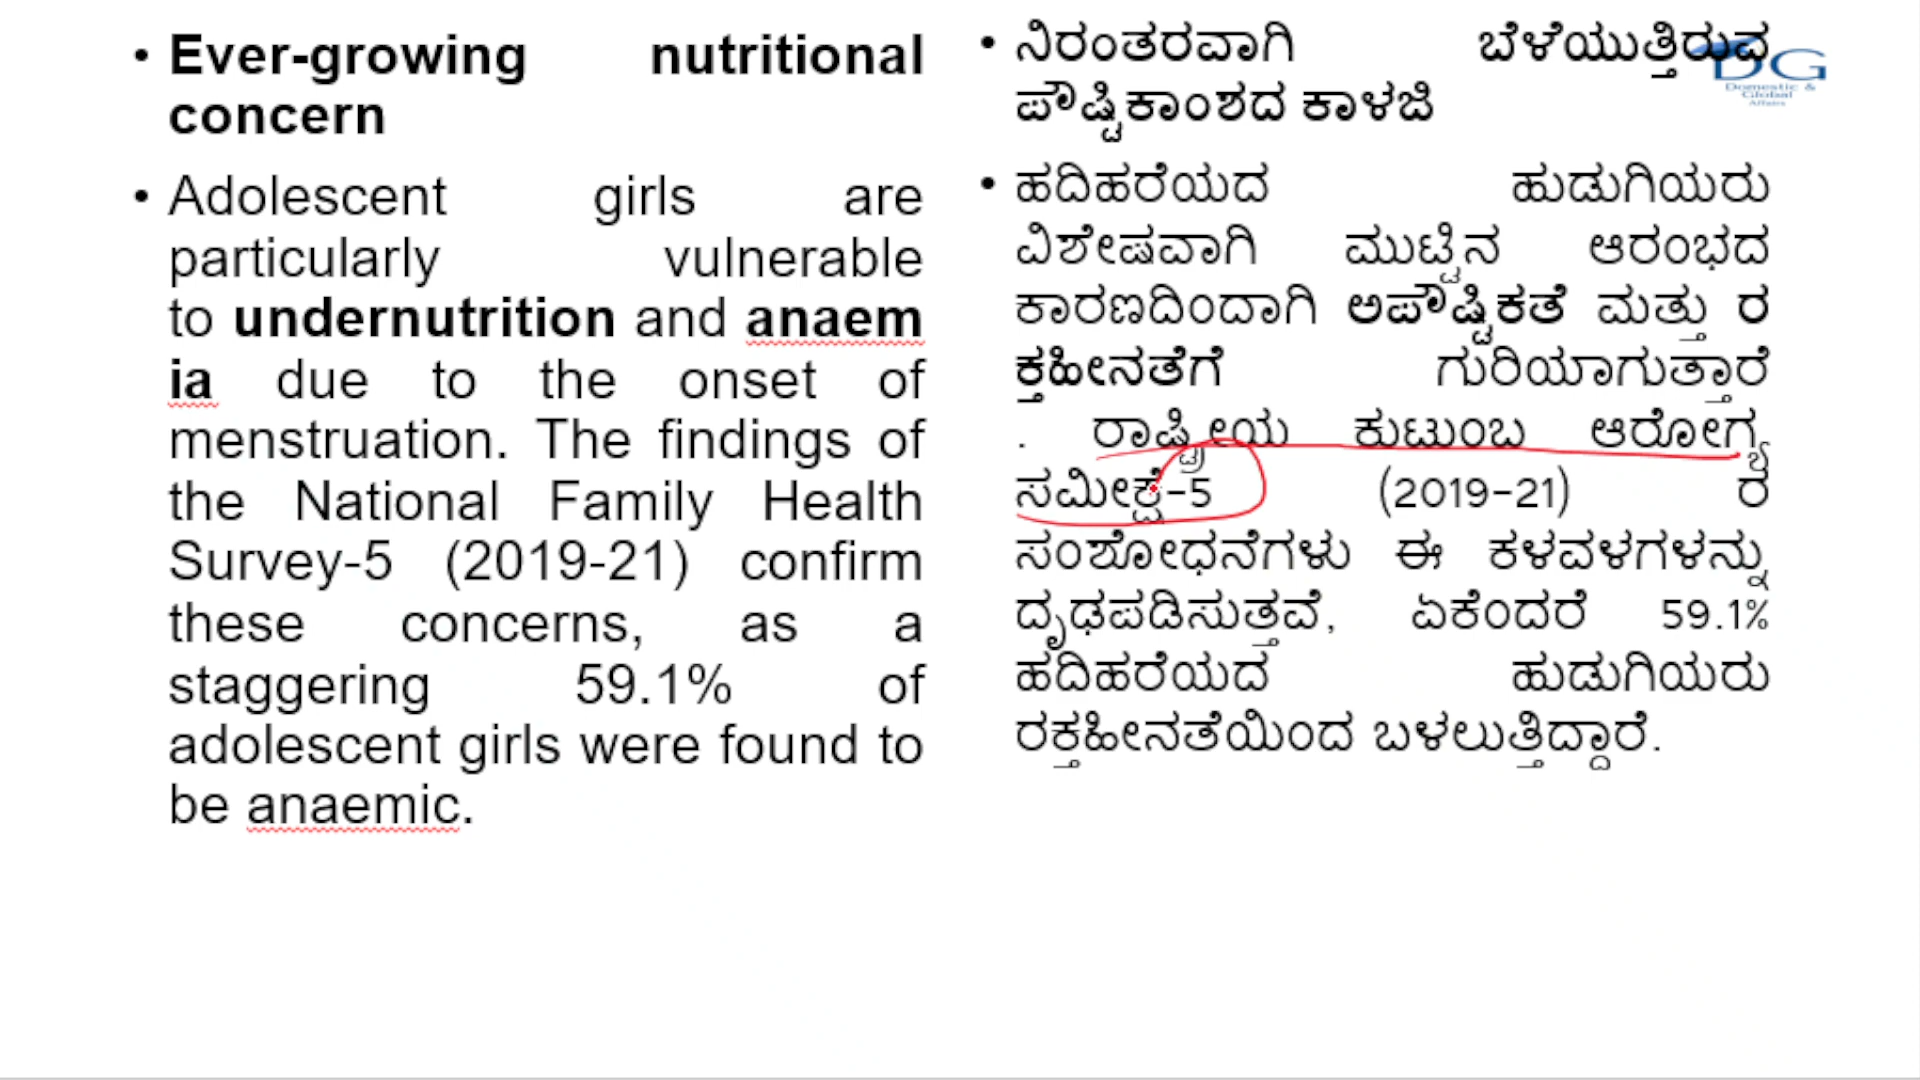 • Ever-growing nutritional
concern
• Adolescent girls are
particularly vulnerable
to undernutrition and anaem
ia due to the onset of
menstruation. The findings of
the National Family Health
Survey-5 (2019-21) confirm
these concerns, as a
staggering 59.1% of
adolescent girls were found to
be anaemic.
• ನಿರಂತರವಾಗಿ ಬೆಳೆಯುತ್ತಿರುವ
ಪೌಷ್ಟಿಕಾಂಶದ ಕಾಳಜಿ
• ಹದಿಹರೆಯದ ಹುಡುಗಿಯರು
ವಿಶೇಷವಾಗಿ ಮುಟ್ಟಿನ ಆರಂಭದ
ಕಾರಣದಿಂದಾಗಿ ಅಪೌಷ್ಟಿಕತೆ ಮತ್ತು ರ
ಕ್ತಹೀನತೆಗೆ ಗುರಿಯಾಗುತ್ತಾರೆ
. ರಾಷ್ಟ್ರೀಯ ಕುಟುಂಬ ಆರೋಗ್ಯ
ಸಮೀಕ್ಷೆ-5 (2019-21) ರ
ಸಂಶೋಧನೆಗಳು ಈ ಕಳವಳಗಳನ್ನು
ದೃಢಪಡಿಸುತ್ತವೆ, ಏಕೆಂದರೆ 59.1%
ಹದಿಹರೆಯದ ಹುಡುಗಿಯರು
ರಕ್ತಹೀನತೆಯಿಂದ ಬಳಲುತ್ತಿದ್ದಾರೆ.
DG
Domestic &
Global
Affairs